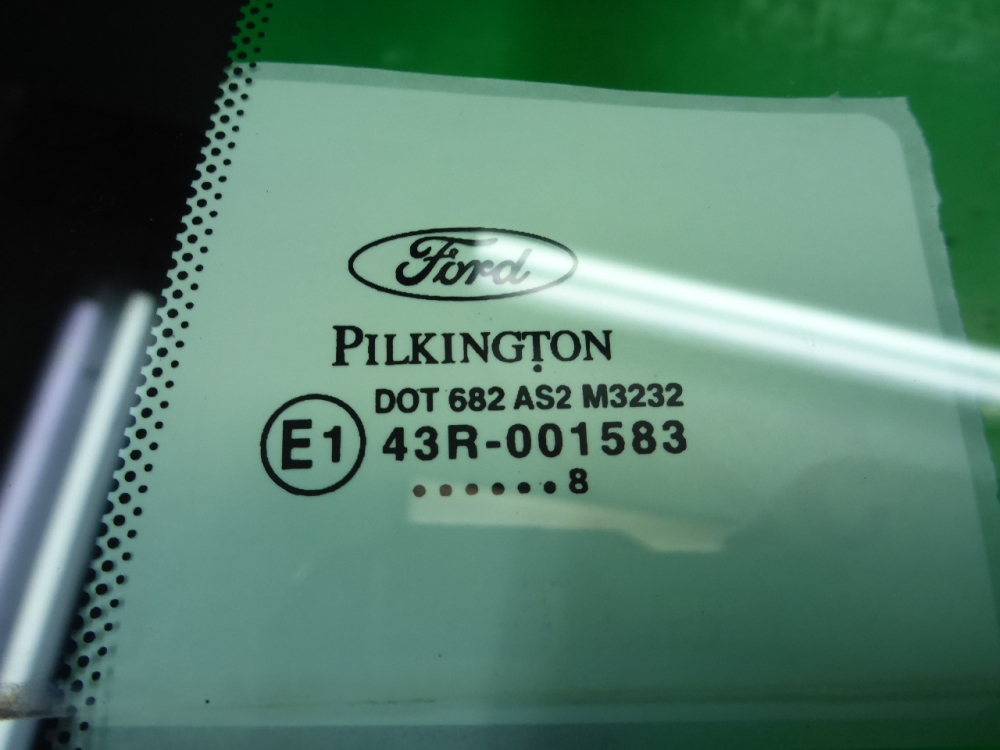 Ford
PILKINGTON
DOT 682 AS2 M3232
E1 43R-001583
. . . . . . 8